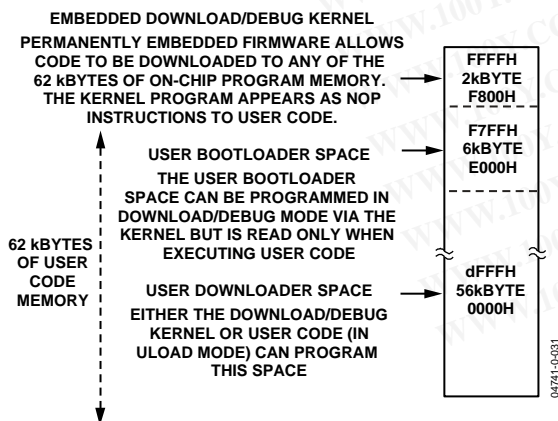 EMBEDDED DOWNLOAD/DEBUG KERNEL
PERMANENTLY EMBEDDED FIRMWARE ALLOWS
CODE TO BE DOWNLOADED TO ANY OF THE
62 kBYTES OF ON-CHIP PROGRAM MEMORY.
THE KERNEL PROGRAM APPEARS AS NOP
INSTRUCTIONS TO USER CODE.
FFFFH
2kBYTE
F800H
USER BOOTLOADER SPACE
THE USER BOOTLOADER
SPACE CAN BE PROGRAMMED IN
DOWNLOAD/DEBUG MODE VIA THE
KERNEL BUT IS READ ONLY WHEN
EXECUTING USER CODE
F7FFH
6kBYTE
E000H
62 kBYTES
OF USER
CODE
MEMORY
USER DOWNLOADER SPACE
EITHER THE DOWNLOAD/DEBUG
KERNEL OR USER CODE (IN
ULOAD MODE) CAN PROGRAM
THIS SPACE
dFFFH
56kBYTE
0000H
04741-0-031